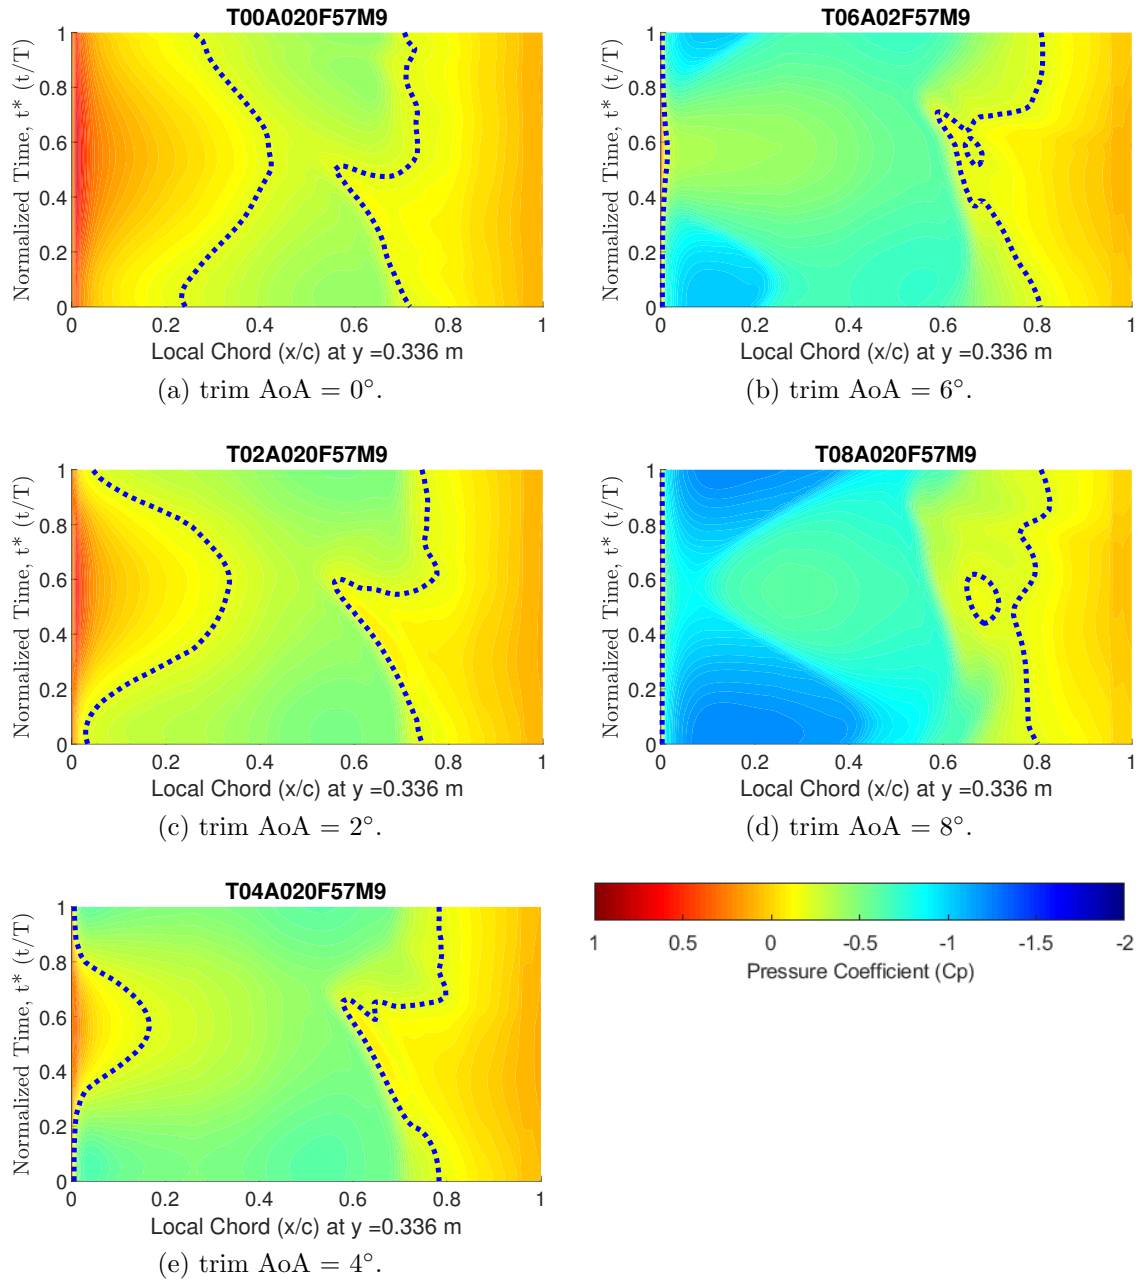 T00A020F57M9
Normalized Time, t* (t/T)
1
0.8
0.6
0.4
0.2
0
0 0.2 0.4 0.6 0.8 1
Local Chord (x/c) at y =0.336 m
(a) trim AoA = 0°.
T06A02F57M9
Normalized Time, t* (t/T)
1
0.8
0.6
0.4
0.2
0
0 0.2 0.4 0.6 0.8 1
Local Chord (x/c) at y =0.336 m
(b) trim AoA = 6°.
T02A020F57M9
Normalized Time, t* (t/T)
1
0.8
0.6
0.4
0.2
0
0 0.2 0.4 0.6 0.8 1
Local Chord (x/c) at y =0.336 m
(c) trim AoA = 2°.
T08A020F57M9
Normalized Time, t* (t/T)
1
0.8
0.6
0.4
0.2
0
0 0.2 0.4 0.6 0.8 1
Local Chord (x/c) at y =0.336 m
(d) trim AoA = 8°.
T04A020F57M9
Normalized Time, t* (t/T)
1
0.8
0.6
0.4
0.2
0
0 0.2 0.4 0.6 0.8 1
Local Chord (x/c) at y =0.336 m
(e) trim AoA = 4°.
1 0.5 0 -0.5 -1 -1.5 -2
Pressure Coefficient (Cp)